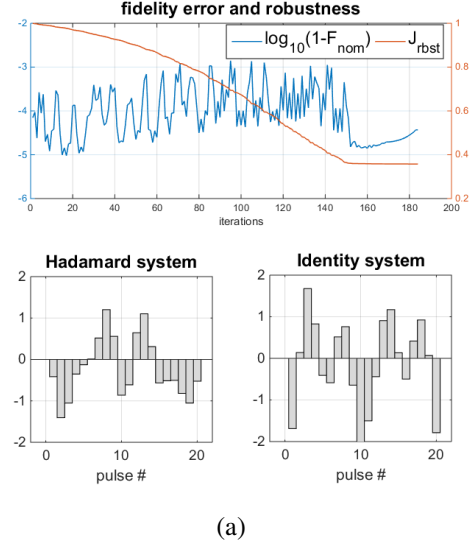 fidelity error and robustness
log10(1-Fnom) Jrbst
-2 1
-3 0.8
-4 0.6
-5 0.4
-6 0.2
0 20 40 60 80 100 120 140 160 180 200
iterations
Hadamard system Identity system
2 2
1 1
0 0
-1 -1
-2 -2
0 10 20 0 10 20
pulse # pulse #
(a)